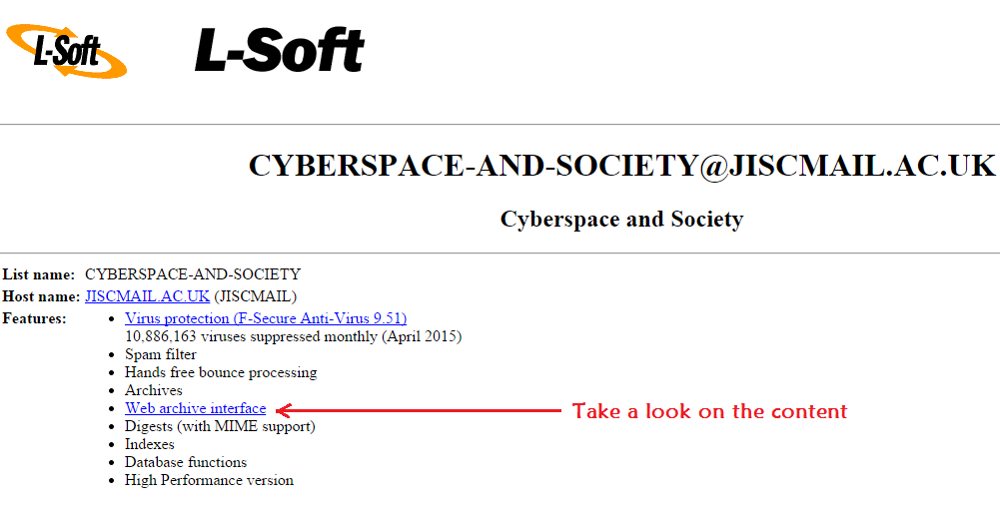 L-Soft L-Soft
CYBERSPACE-AND-SOCIETY@JISCMAIL.AC.UK
Cyberspace and Society
List name: CYBERSPACE-AND-SOCIETY
Host name: JISCMAIL.AC.UK (JISCMAIL)
Features: • Virus protection (F-Secure Anti-Virus 9.51)
10,886,163 viruses suppressed monthly (April 2015)
• Spam filter
• Hands free bounce processing
• Archives
• Web archive interface Take a look on the content
• Digests (with MIME support)
• Indexes
• Database functions
• High Performance version